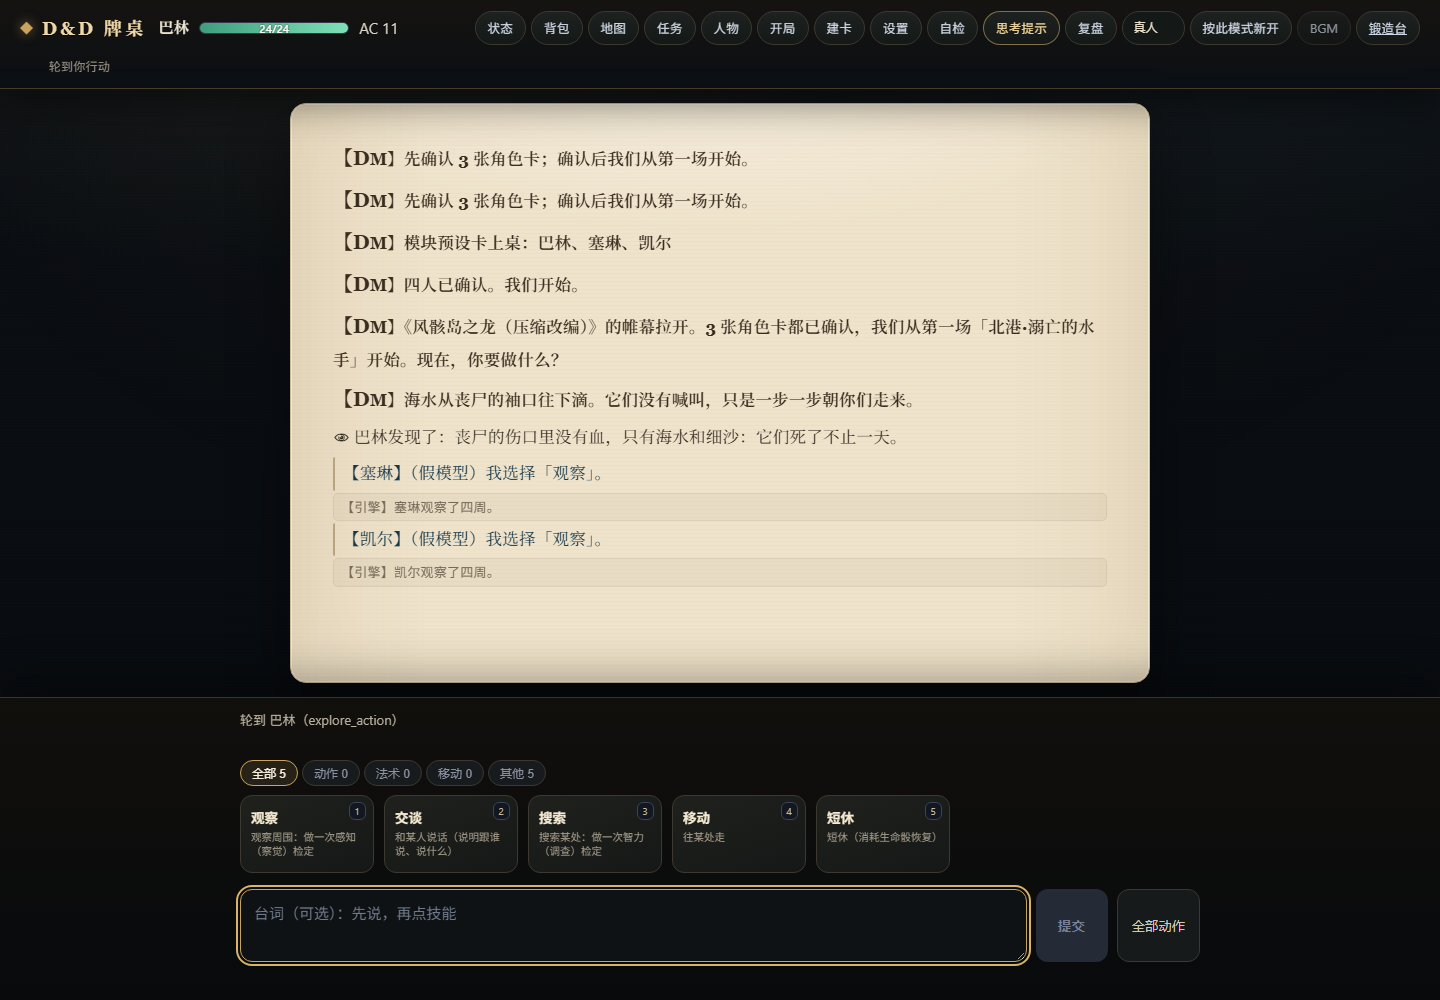 D&D 牌桌 巴林 24/24 AC 11 状态 背包 地图 任务 人物 开局 建卡 设置 自检 思考提示 复盘 真人 按此模式新开 BGM 锻造台
轮到你行动
【DM】先确认 3 张角色卡；确认后我们从第一场开始。
【DM】先确认 3 张角色卡；确认后我们从第一场开始。
【DM】模块预设卡上桌：巴林、塞琳、凯尔
【DM】四人已确认。我们开始。
【DM】《风骸岛之龙（压缩改编）》的帷幕拉开。3 张角色卡都已确认，我们从第一场「北港·溺亡的水
手」开始。现在，你要做什么？
【DM】海水从丧尸的袖口往下滴。它们没有喊叫，只是一步一步朝你们走来。
巴林发现了：丧尸的伤口里没有血，只有海水和细沙：它们死了不止一天。
【塞琳】（假模型）我选择「观察」。
【引擎】塞琳观察了四周。
【凯尔】（假模型）我选择「观察」。
【引擎】凯尔观察了四周。
轮到 巴林（explore_action）
全部 5 动作 0 法术 0 移动 0 其他 5
观察 1 交谈 2 搜索 3 移动 4 短休 5
观察周围：做一次感知 和某人说话（说明跟谁 搜索某处：做一次智力 往某处走 短休（消耗生命骰恢复）
（察觉）检定 说、说什么） （调查）检定
台词（可选）：先说，再点技能
提交 全部动作